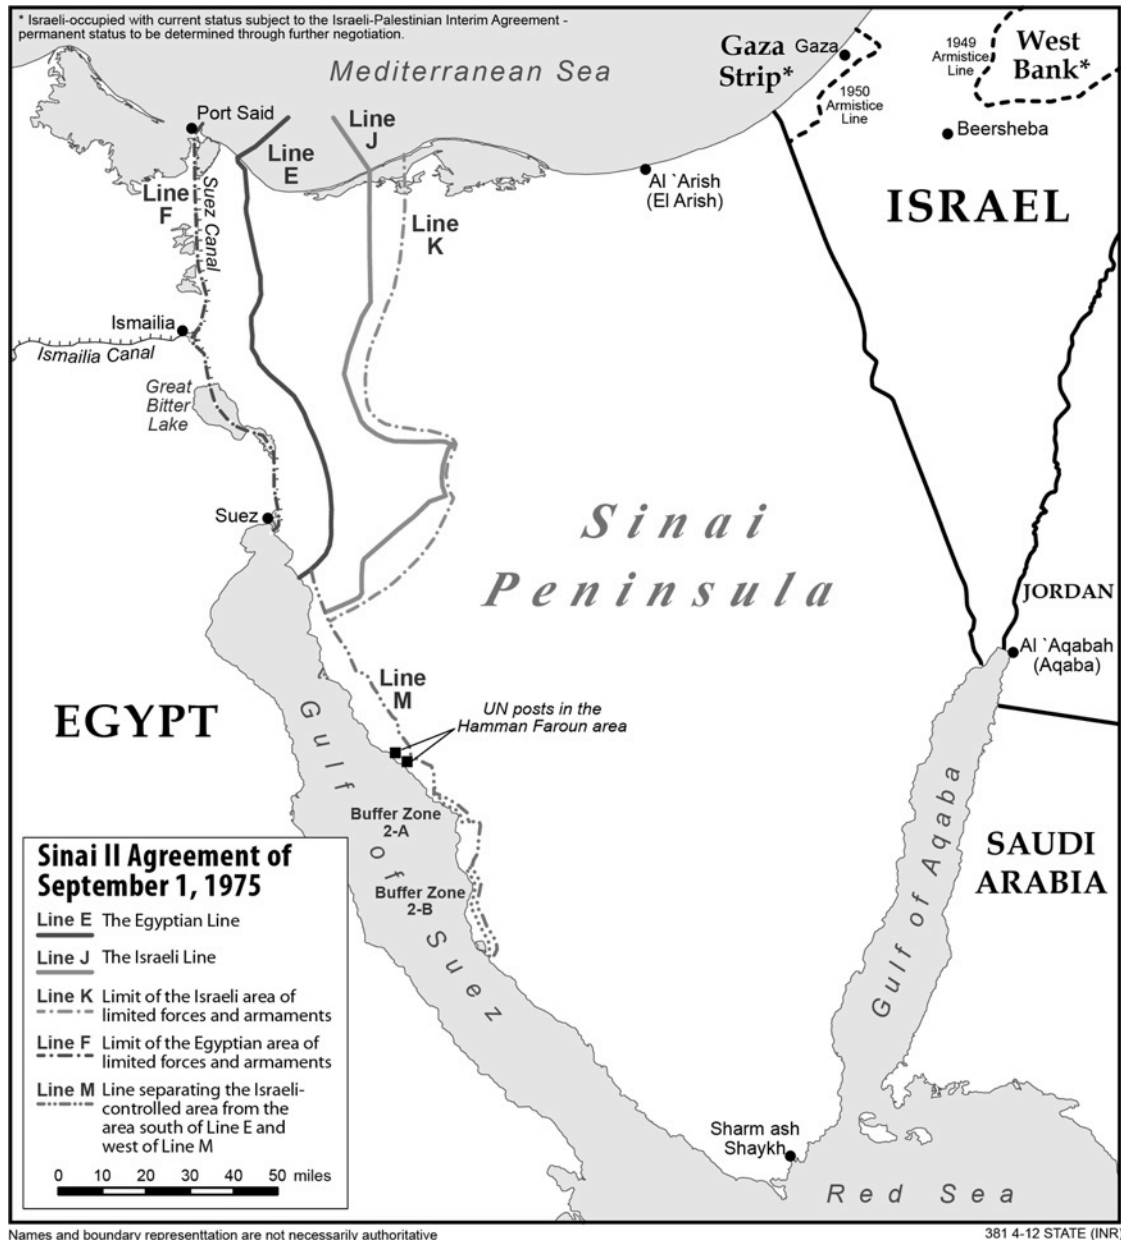 * Israeli-occupied with current status subject to the Israeli-Palestinian Interim Agreement -
permanent status to be determined through further negotiation.
Mediterranean Sea
Gaza
Strip*
Gaza
1949
Armistice
Line
West
Bank*
1950
Armistice
Line
Beersheba
Port Said
Line
J
Line
E
Al `Arish
(El Arish)
Line
F
Suez Canal
Line
K
ISRAEL
Ismailia
Ismailia Canal
Great
Bitter
Lake
Suez
Sinai
Peninsula
JORDAN
Al `Aqabah
(Aqaba)
Line
M
EGYPT
UN posts in the
Hamman Faroun area
Gulf of Suez
Buffer Zone
2-A
Buffer Zone
2-B
Gulf of Aqaba
SAUDI
ARABIA
Sinai II Agreement of
September 1, 1975
Line E The Egyptian Line
Line J The Israeli Line
Line K Limit of the Israeli area of
limited forces and armaments
Line F Limit of the Egyptian area of
limited forces and armaments
Line M Line separating the Israeli-
controlled area from the
area south of Line E and
west of Line M
0 10 20 30 40 50 miles
Sharm ash
Shaykh
Red Sea
Names and boundary representtation are not necessarily authoritative
381 4-12 STATE (INR)